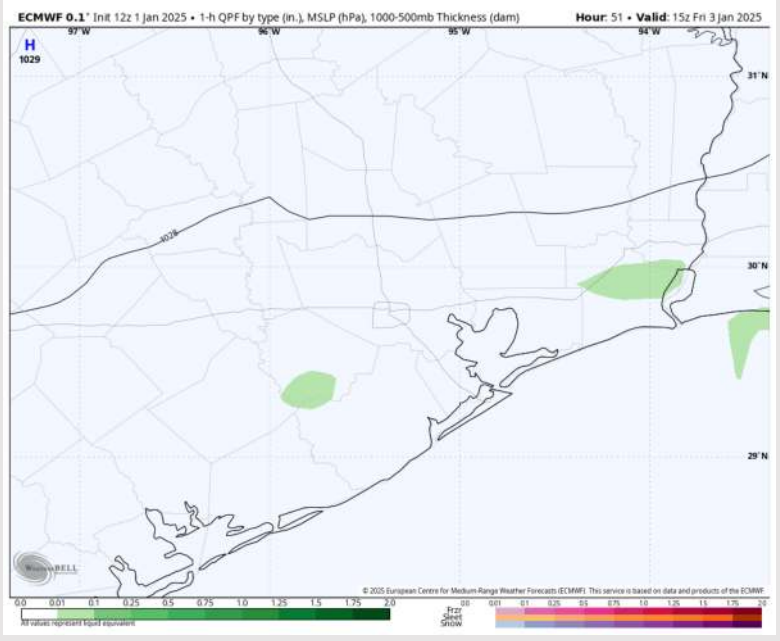 ECMWF 0.1° Init 12z 1 Jan 2025 • 1-h QPF by type (in.), MSLP (hPa), 1000-500mb Thickness (dam) Hour: 51 • Valid: 15z Fri 3 Jan 2025
97°W 96°W 95°W 94°W
H
1029
31°N
1028
30°N
29°N
WeatherBELL
© 2025 European Centre for Medium-Range Weather Forecasts (ECMWF). This service is based on data and products of the ECMWF.
0.0 0.01 0.1 0.25 0.5 0.75 1.0 1.25 1.5 1.75 2.0
0.0 0.01 0.1 0.25 0.5 0.75 1.0 1.25 1.5 1.75 2.0
Frzr
Sleet
Snow
All values represent liquid equivalent